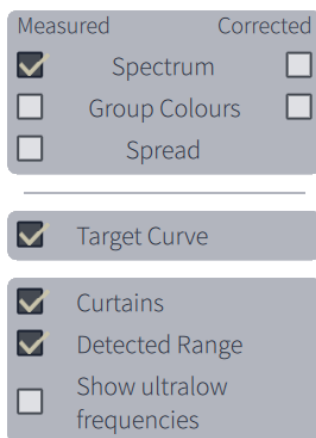 Measured Corrected
Spectrum
Group Colours
Spread
Target Curve
Curtains
Detected Range
Show ultralow
frequencies